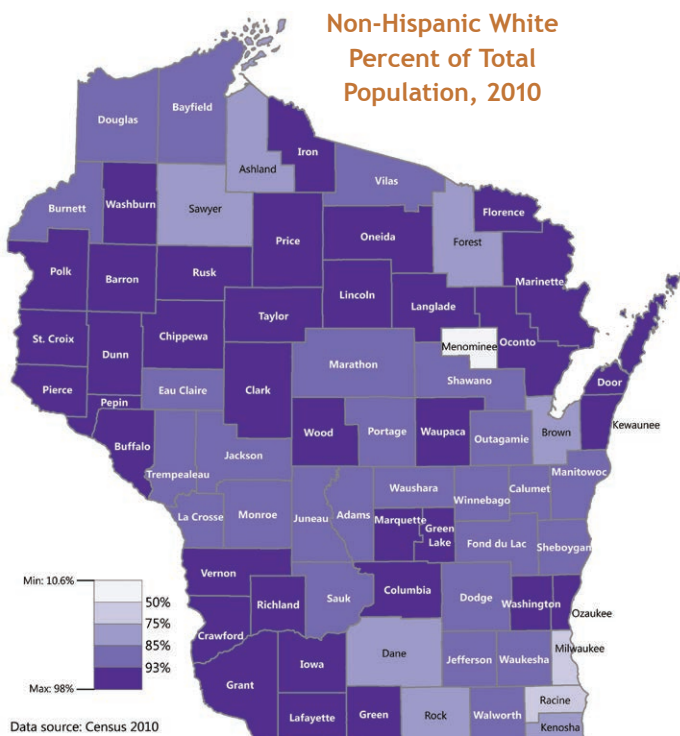 Non-Hispanic White
Percent of Total
Population, 2010
Douglas
Bayfield
Ashland
Iron
Vilas
Burnett
Washburn
Sawyer
Florence
Price
Oneida
Forest
Marinette
Polk
Barron
Rusk
Lincoln
Langlade
Taylor
Oconto
Menominee
St. Croix
Dunn
Chippewa
Marathon
Shawano
Pierce
Pepin
Eau Claire
Clark
Door
Kewaunee
Buffalo
Wood
Portage
Waupaca
Outagamie
Brown
Trempealeau
Jackson
Manitowoc
Waushara
Winnebago
Calumet
La Crosse
Monroe
Juneau
Adams
Marquette
Green
Lake
Fond du Lac
Sheboygan
Vernon
Richland
Sauk
Columbia
Dodge
Washington
Ozaukee
Crawford
Iowa
Dane
Jefferson
Waukesha
Milwaukee
Grant
Lafayette
Green
Rock
Walworth
Racine
Kenosha
Min: 10.6%
50%
75%
85%
93%
Max: 98%
Data source: Census 2010